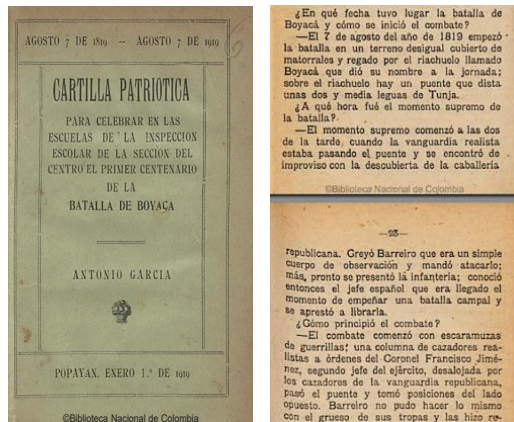 AGOSTO 7 DE 1819 -- AGOSTO 7 DE 1919
CARTILLA PATRIOTICA
PARA CELEBRAR EN LAS
ESCUELAS DE LA INSPECCION
ESCOLAR DE LA SECCION DEL
CENTRO EL PRIMER CENTENARIO
DE LA
BATALLA DE BOYACA
ANTONIO GARCIA
POPAYAN, ENERO 1.º DE 1919
©Biblioteca Nacional de Colombia
¿En qué fecha tuvo lugar la batalla de
Boyacá y cómo se inició el combate?
—El 7 de agosto del año de 1819 empezó
la batalla en un terreno desigual cubierto de
matorrales y regado por el riachuelo llamado
Boyacá que dió su nombre a la jornada;
sobre el riachuelo hay un puente que dista
unas dos y media leguas de Tunja.
¿A qué hora fué el momento supremo de
la batalla?
—El momento supremo comenzó a las dos
de la tarde, cuando la vanguardia realista
estaba pasando el puente y se encontró de
improviso con la descubierta de la caballería
©Biblioteca Nacional de Colombia
republicana. Creyó Barreiro que era un simple
cuerpo de observación y mandó atacarlo;
más, pronto se presentó la infantería; conoció
entonces el jefe español que era llegado el
momento de empeñar una batalla campal y
se aprestó a librarla.
¿Cómo principió el combate?
—El combate comenzó con escaramuzas
de guerrillas: una columna de cazadores rea-
listas a órdenes del Coronel Francisco Jimé-
nez, segundo jefe del ejército, desalojada por
los cazadores de la vanguardia republicana,
pasó el puente y tomó posiciones del lado
opuesto. Barreiro no pudo hacer lo mismo
con el grueso de sus tropas y las hizo re-